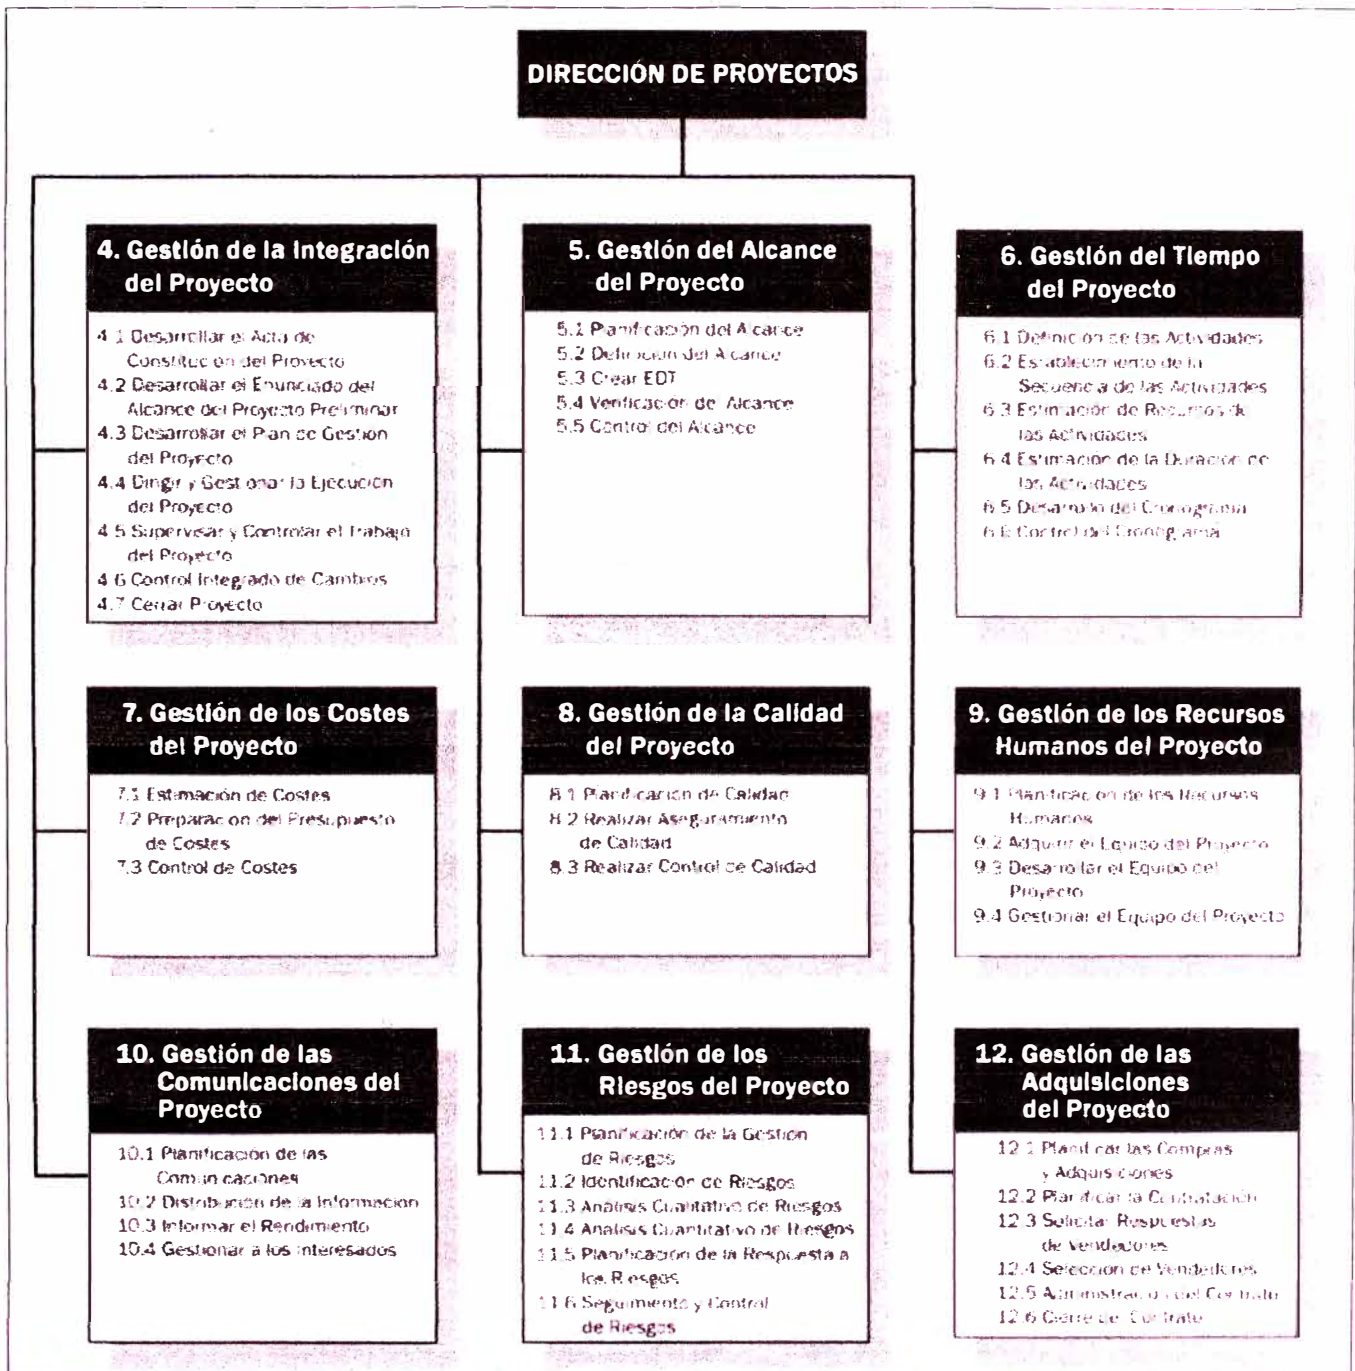 DIRECCIÓN DE PROYECTOS
4. Gestión de la Integración
del Proyecto
4.1 Desarrollar el Acta de
Constitución del Proyecto
4.2 Desarrollar el Enunciado del
Alcance del Proyecto Preliminar
4.3 Desarrollar el Plan de Gestión
del Proyecto
4.4 Dirigir y Gestionar la Ejecución
del Proyecto
4.5 Supervisar y Controlar el Trabajo
del Proyecto
4.6 Control Integrado de Cambios
4.7 Cerrar Proyecto
5. Gestión del Alcance
del Proyecto
5.1 Planificación del Alcance
5.2 Definición del Alcance
5.3 Crear EDT
5.4 Verificación del Alcance
5.5 Control del Alcance
6. Gestión del Tiempo
del Proyecto
6.1 Definición de las Actividades
6.2 Establecimiento de la
Secuencia de las Actividades
6.3 Estimación de Recursos de
las Actividades
6.4 Estimación de la Duración de
las Actividades
6.5 Desarrollo del Cronograma
6.6 Control del Cronograma
7. Gestión de los Costes
del Proyecto
7.1 Estimación de Costes
7.2 Preparación del Presupuesto
de Costes
7.3 Control de Costes
8. Gestión de la Calidad
del Proyecto
8.1 Planificación de Calidad
8.2 Realizar Aseguramiento
de Calidad
8.3 Realizar Control de Calidad
9. Gestión de los Recursos
Humanos del Proyecto
9.1 Planificación de los Recursos
Humanos
9.2 Adquirir el Equipo del Proyecto
9.3 Desarrollar el Equipo del
Proyecto
9.4 Gestionar el Equipo del Proyecto
10. Gestión de las
Comunicaciones del
Proyecto
10.1 Planificación de las
Comunicaciones
10.2 Distribución de la Información
10.3 Informar el Rendimiento
10.4 Gestionar a los Interesados
11. Gestión de los
Riesgos del Proyecto
11.1 Planificación de la Gestión
de Riesgos
11.2 Identificación de Riesgos
11.3 Análisis Cualitativo de Riesgos
11.4 Análisis Cuantitativo de Riesgos
11.5 Planificación de la Respuesta a
los Riesgos
11.6 Seguimiento y Control
de Riesgos
12. Gestión de las
Adquisiciones
del Proyecto
12.1 Planificar las Compras
y Adquisiciones
12.2 Planificar la Contratación
12.3 Solicitar Respuestas
de Vendedores
12.4 Selección de Vendedores
12.5 Administración del Contrato
12.6 Cierre del Contrato